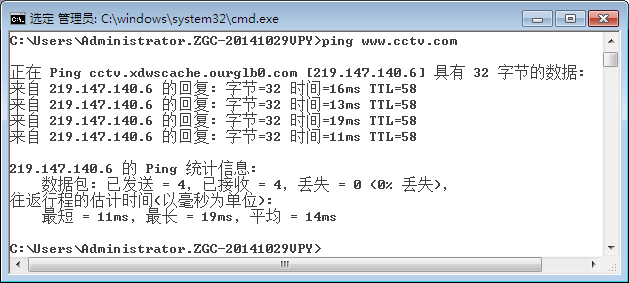 选定 管理员: C:\windows\system32\cmd.exe
C:\Users\Administrator.ZGC-20141029VPY>ping www.cctv.com
正在 Ping cctv.xdwscache.ourglb0.com [219.147.140.6] 具有 32 字节的数据:
来自 219.147.140.6 的回复: 字节=32 时间=16ms TTL=58
来自 219.147.140.6 的回复: 字节=32 时间=13ms TTL=58
来自 219.147.140.6 的回复: 字节=32 时间=19ms TTL=58
来自 219.147.140.6 的回复: 字节=32 时间=11ms TTL=58
219.147.140.6 的 Ping 统计信息:
数据包: 已发送 = 4, 已接收 = 4, 丢失 = 0 (0% 丢失),
往返行程的估计时间(以毫秒为单位):
最短 = 11ms, 最长 = 19ms, 平均 = 14ms
C:\Users\Administrator.ZGC-20141029VPY>